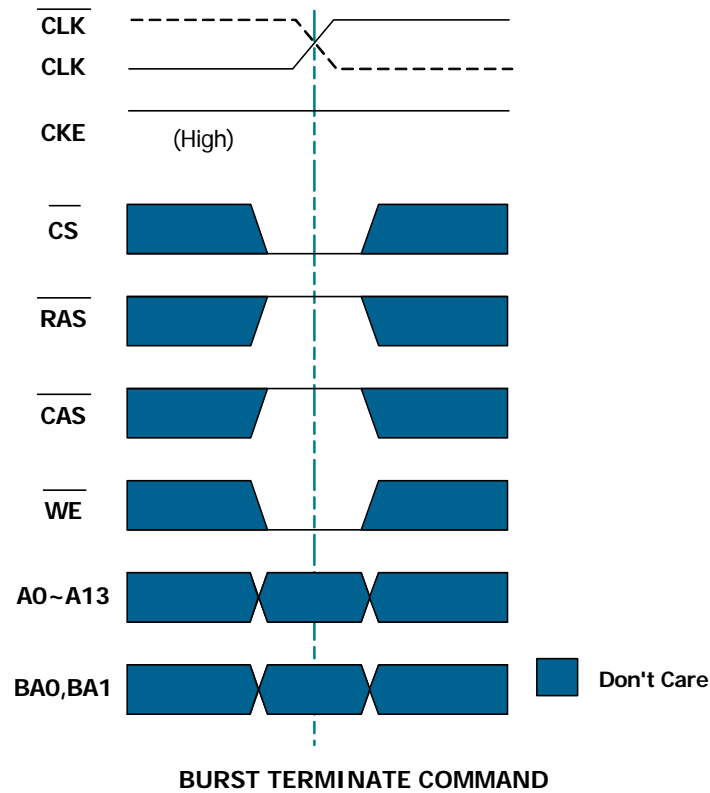 CLK
CLK
CKE
(High)
CS
RAS
CAS
WE
A0~A13
BA0,BA1
Don't Care
BURST TERMINATE COMMAND